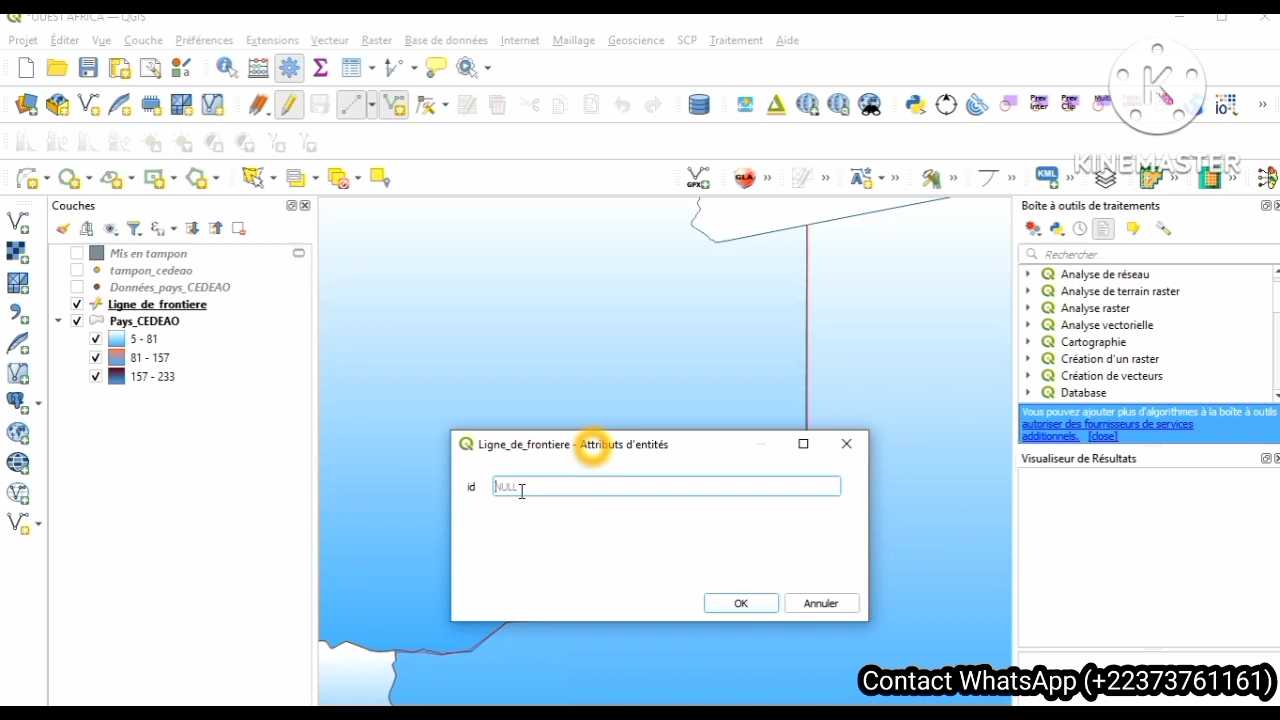 *OUEST AFRICA — QGIS
Projet Éditer Vue Couche Préférences Extensions Vecteur Raster Base de données Internet Maillage Geoscience SCP Traitement Aide
KINEMASTER
Couches
Mis en tampon
tampon_cedeao
Données_pays_CEDEAO
Ligne_de_frontiere
Pays_CEDEAO
5 - 81
81 - 157
157 - 233
Boîte à outils de traitements
Rechercher...
Analyse de réseau
Analyse de terrain raster
Analyse raster
Analyse vectorielle
Cartographie
Création d'un raster
Création de vecteurs
Database
Vous pouvez ajouter plus d'algorithmes à la boîte à outils
autoriser des fournisseurs de services
additionnels. [close]
Visualiseur de Résultats
Ligne_de_frontiere - Attributs d'entités
id NULL
OK Annuler
Contact WhatsApp (+22373761161)